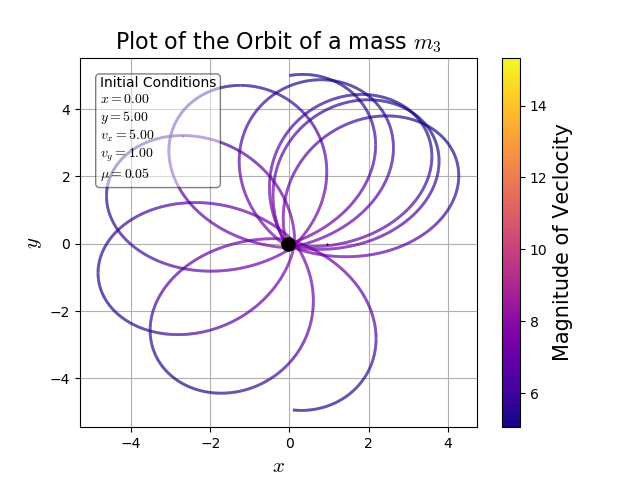 Plot of the Orbit of a mass m₃
Initial Conditions
x = 0.00
y = 5.00
vₓ = 5.00
v_y = 1.00
μ = 0.05
4
2
0
−2
−4
y
−4
−2
0
2
4
x
14
12
10
8
6
Magnitude of Veclocity